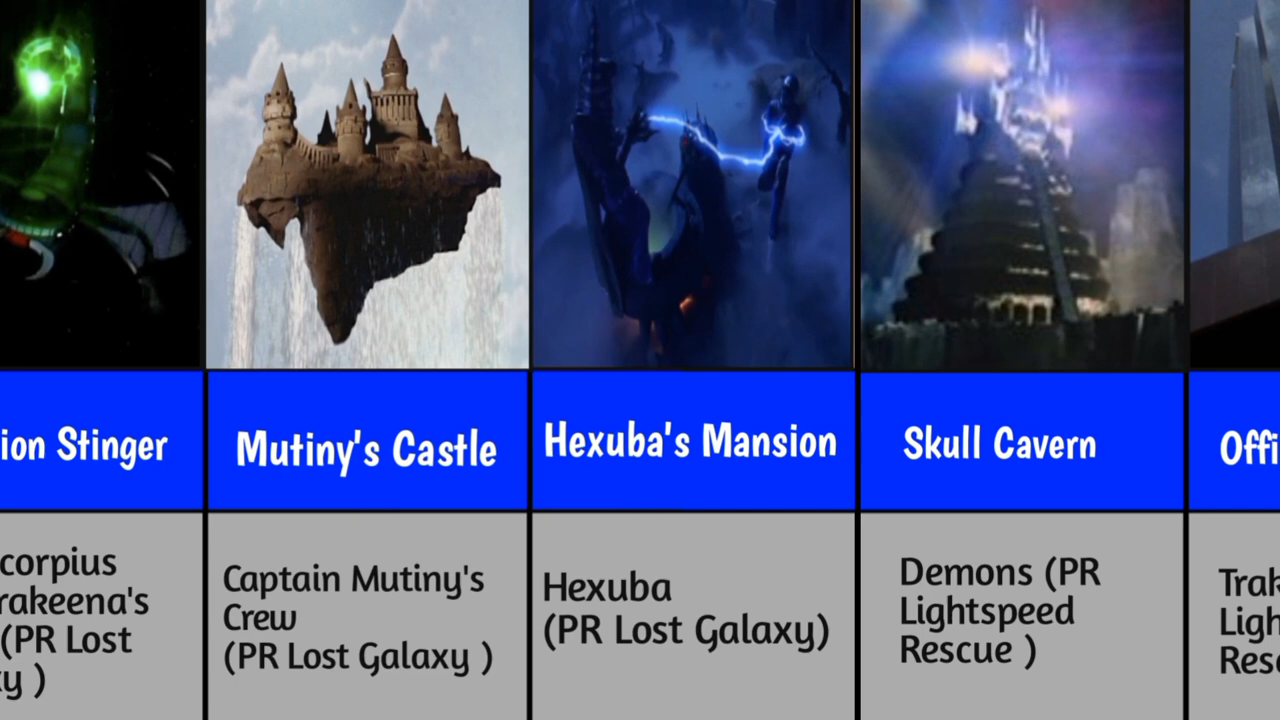 ion Stinger
Mutiny's Castle
Hexuba's Mansion
Skull Cavern
Offi
corpius
rakeena's
(PR Lost
y )
Captain Mutiny's
Crew
(PR Lost Galaxy )
Hexuba
(PR Lost Galaxy)
Demons (PR
Lightspeed
Rescue )
Trak
Ligh
Resc